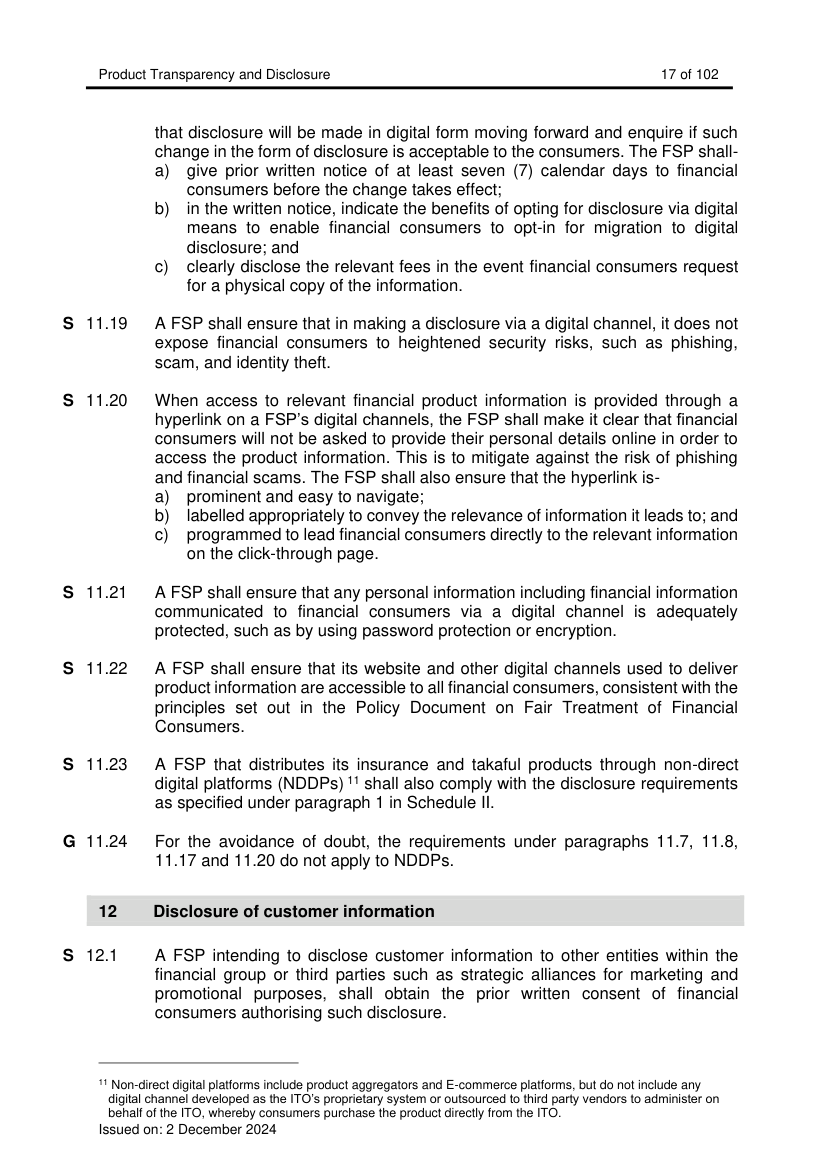 Product Transparency and Disclosure 17 of 102
that disclosure will be made in digital form moving forward and enquire if such
change in the form of disclosure is acceptable to the consumers. The FSP shall-
a) give prior written notice of at least seven (7) calendar days to financial
consumers before the change takes effect;
b) in the written notice, indicate the benefits of opting for disclosure via digital
means to enable financial consumers to opt-in for migration to digital
disclosure; and
c) clearly disclose the relevant fees in the event financial consumers request
for a physical copy of the information.
S 11.19 A FSP shall ensure that in making a disclosure via a digital channel, it does not
expose financial consumers to heightened security risks, such as phishing,
scam, and identity theft.
S 11.20 When access to relevant financial product information is provided through a
hyperlink on a FSP’s digital channels, the FSP shall make it clear that financial
consumers will not be asked to provide their personal details online in order to
access the product information. This is to mitigate against the risk of phishing
and financial scams. The FSP shall also ensure that the hyperlink is-
a) prominent and easy to navigate;
b) labelled appropriately to convey the relevance of information it leads to; and
c) programmed to lead financial consumers directly to the relevant information
on the click-through page.
S 11.21 A FSP shall ensure that any personal information including financial information
communicated to financial consumers via a digital channel is adequately
protected, such as by using password protection or encryption.
S 11.22 A FSP shall ensure that its website and other digital channels used to deliver
product information are accessible to all financial consumers, consistent with the
principles set out in the Policy Document on Fair Treatment of Financial
Consumers.
S 11.23 A FSP that distributes its insurance and takaful products through non-direct
digital platforms (NDDPs) 11 shall also comply with the disclosure requirements
as specified under paragraph 1 in Schedule II.
G 11.24 For the avoidance of doubt, the requirements under paragraphs 11.7, 11.8,
11.17 and 11.20 do not apply to NDDPs.
12 Disclosure of customer information
S 12.1 A FSP intending to disclose customer information to other entities within the
financial group or third parties such as strategic alliances for marketing and
promotional purposes, shall obtain the prior written consent of financial
consumers authorising such disclosure.
11 Non-direct digital platforms include product aggregators and E-commerce platforms, but do not include any
digital channel developed as the ITO’s proprietary system or outsourced to third party vendors to administer on
behalf of the ITO, whereby consumers purchase the product directly from the ITO.
Issued on: 2 December 2024